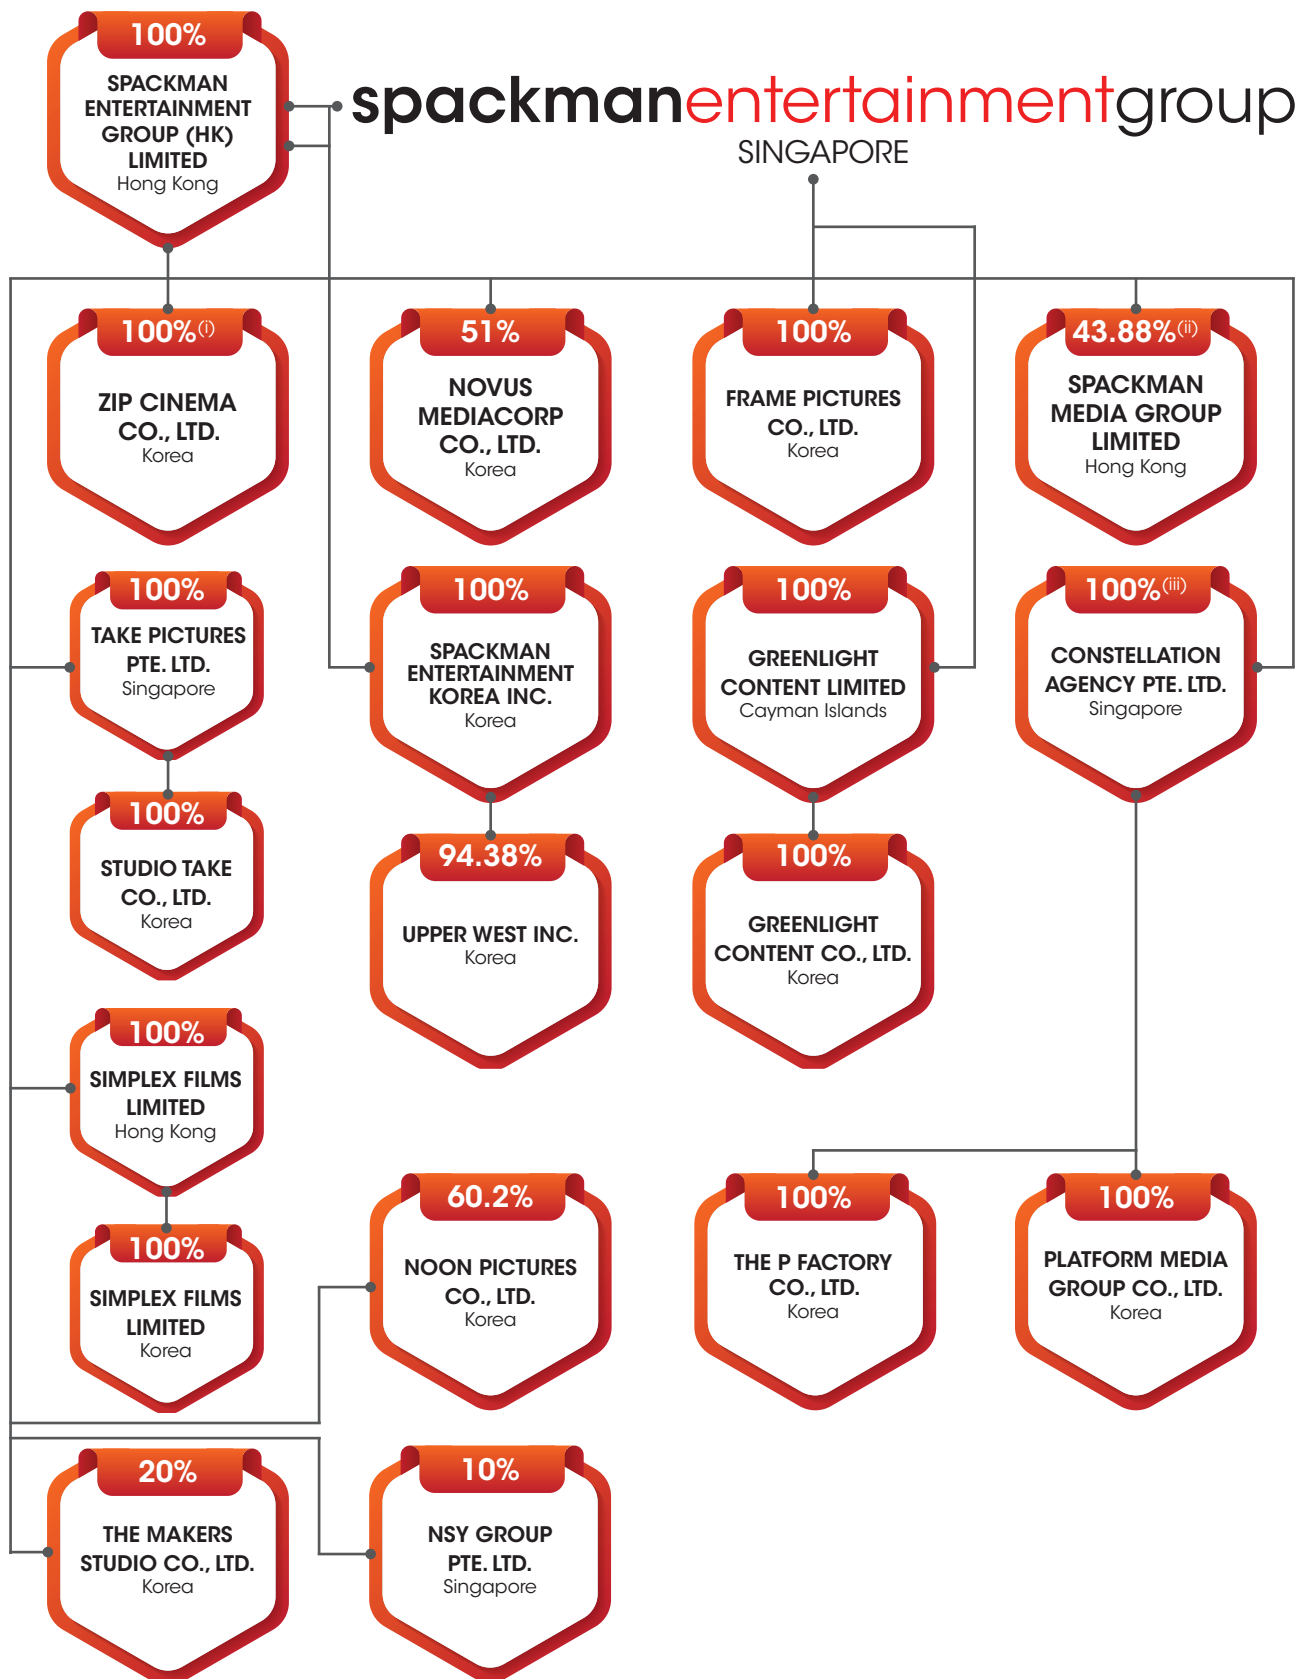 100%
SPACKMAN
ENTERTAINMENT
GROUP (HK)
LIMITED
Hong Kong
spackmanentertainmentgroup
SINGAPORE
100%(i)
ZIP CINEMA
CO., LTD.
Korea
51%
NOVUS
MEDIACORP
CO., LTD.
Korea
100%
FRAME PICTURES
CO., LTD.
Korea
43.88%(ii)
SPACKMAN
MEDIA GROUP
LIMITED
Hong Kong
100%
TAKE PICTURES
PTE. LTD.
Singapore
100%
SPACKMAN
ENTERTAINMENT
KOREA INC.
Korea
100%
GREENLIGHT
CONTENT LIMITED
Cayman Islands
100%(iii)
CONSTELLATION
AGENCY PTE. LTD.
Singapore
100%
STUDIO TAKE
CO., LTD.
Korea
94.38%
UPPER WEST INC.
Korea
100%
GREENLIGHT
CONTENT CO., LTD.
Korea
100%
SIMPLEX FILMS
LIMITED
Hong Kong
100%
SIMPLEX FILMS
LIMITED
Korea
60.2%
NOON PICTURES
CO., LTD.
Korea
100%
THE P FACTORY
CO., LTD.
Korea
100%
PLATFORM MEDIA
GROUP CO., LTD.
Korea
20%
THE MAKERS
STUDIO CO., LTD.
Korea
10%
NSY GROUP
PTE. LTD.
Singapore